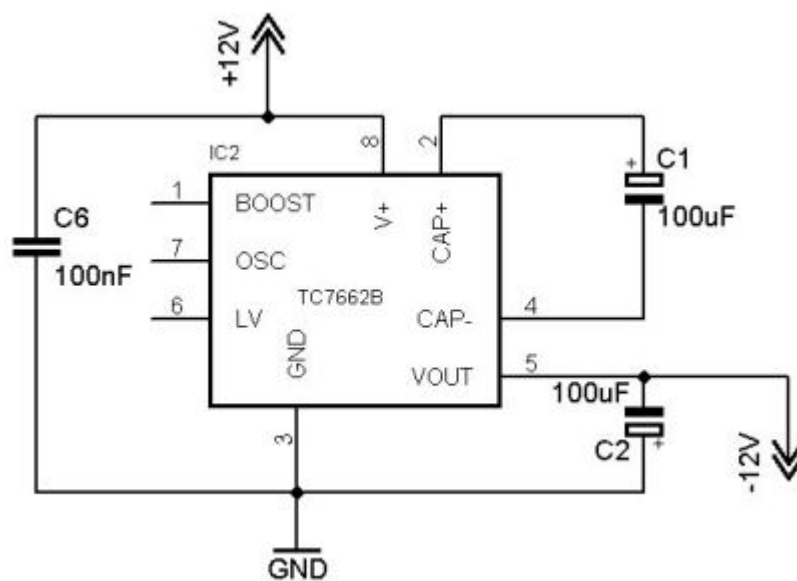 +12V
IC2
8
2
+
C1
100uF
1
BOOST
V+
CAP+
C6
100nF
7
OSC
TC7662B
6
LV
GND
CAP-
4
VOUT
5
100uF
C2
+
3
-12V
GND